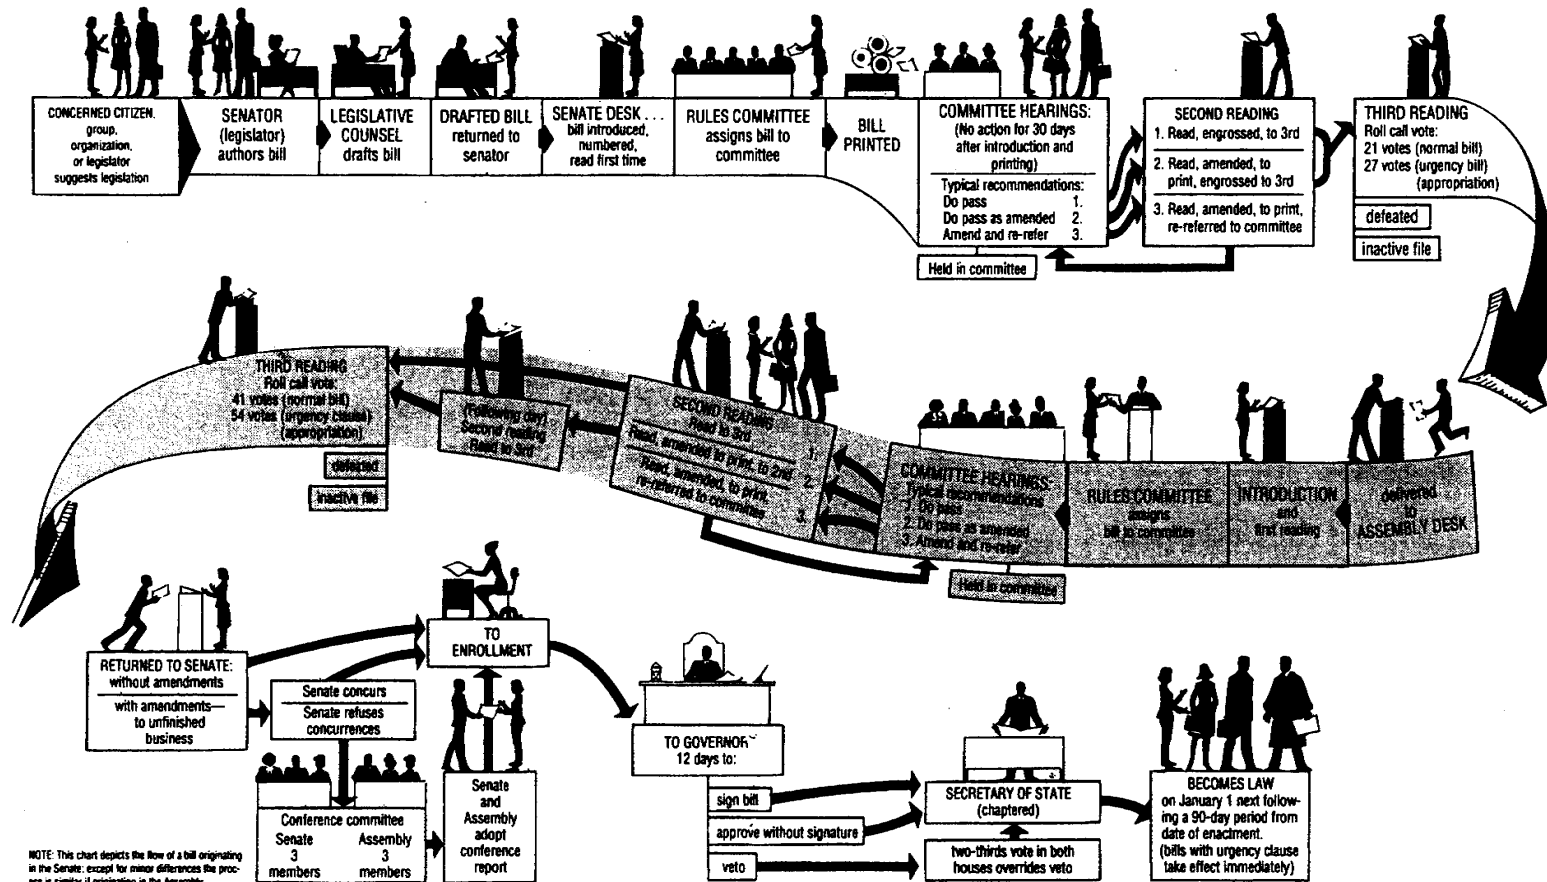 CONCERNED CITIZEN,
group,
organization,
or legislator
suggests legislation
SENATOR
(legislator)
authors bill
LEGISLATIVE
COUNSEL
drafts bill
DRAFTED BILL
returned to
senator
SENATE DESK . . .
bill introduced,
numbered,
read first time
RULES COMMITTEE
assigns bill to
committee
BILL
PRINTED
COMMITTEE HEARINGS:
(No action for 30 days
after introduction and
printing)
Typical recommendations:
Do pass 1.
Do pass as amended 2.
Amend and re-refer 3.
Held in committee
SECOND READING
1. Read, engrossed, to 3rd
2. Read, amended, to
print, engrossed to 3rd
3. Read, amended, to print,
re-referred to committee
THIRD READING
Roll call vote:
21 votes (normal bill)
27 votes (urgency bill)
(appropriation)
defeated
inactive file
delivered
to
ASSEMBLY DESK
INTRODUCTION
and
first reading
RULES COMMITTEE
assigns
bill to committee
COMMITTEE HEARINGS:
Typical recommendations
1. Do pass
2. Do pass as amended
3. Amend and re-refer
Held in committee
SECOND READING
Read to 3rd
1.
Read, amended to print, to 2nd
2.
Read, amended, to print,
re-referred to committee
3.
(Following day)
Second reading
Read to 3rd
THIRD READING
Roll call vote:
41 votes (normal bill)
54 votes (urgency clause)
(appropriation)
defeated
inactive file
RETURNED TO SENATE:
without amendments
with amendments—
to unfinished
business
Senate concurs
Senate refuses
concurrences
Conference committee
Senate Assembly
3 3
members members
Senate
and
Assembly
adopt
conference
report
TO
ENROLLMENT
TO GOVERNOR
12 days to:
sign bill
approve without signature
veto
SECRETARY OF STATE
(chaptered)
two-thirds vote in both
houses overrides veto
BECOMES LAW
on January 1 next follow-
ing a 90-day period from
date of enactment.
(bills with urgency clause
take effect immediately)
NOTE: This chart depicts the flow of a bill originating
in the Senate; except for minor differences the proc-
ess is similar if originating in the Assembly.